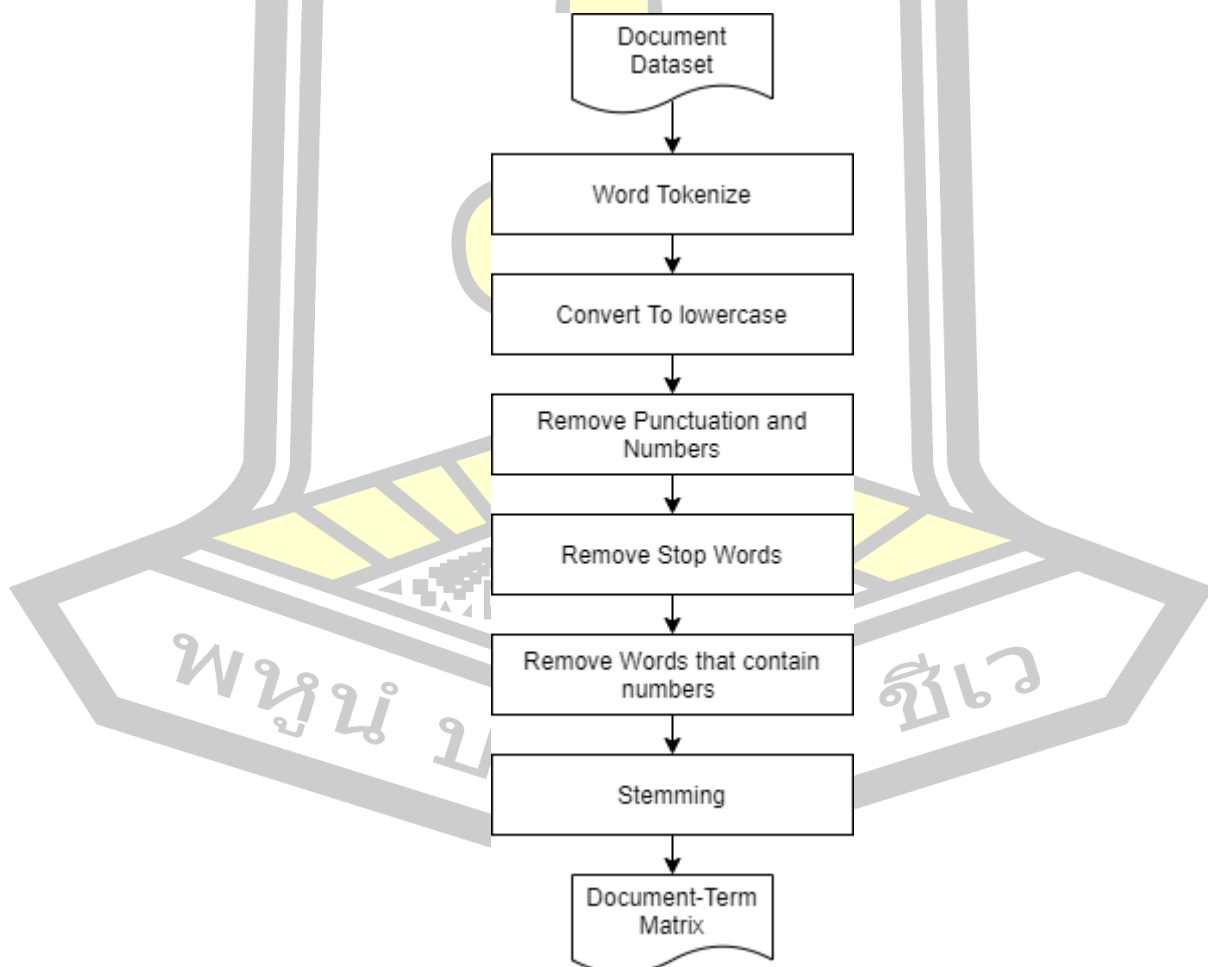 Document
Dataset
Word Tokenize
Convert To lowercase
Remove Punctuation and
Numbers
Remove Stop Words
Remove Words that contain
numbers
Stemming
Document-Term
Matrix
พหูนํ ชีเว